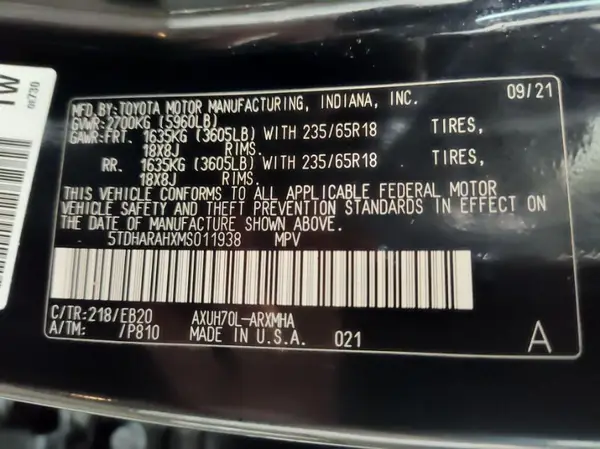 MFD.BY:TOYOTA MOTOR MANUFACTURING, INDIANA, INC. 09/21
GVWR:2700KG (5960LB)
GAWR:FRT. 1635KG (3605LB) WITH 235/65R18 TIRES,
18X8J RIMS.
RR. 1635KG (3605LB) WITH 235/65R18 TIRES,
18X8J RIMS.
THIS VEHICLE CONFORMS TO ALL APPLICABLE FEDERAL MOTOR
VEHICLE SAFETY AND THEFT PREVENTION STANDARDS IN EFFECT ON
THE DATE OF MANUFACTURE SHOWN ABOVE.
5TDHARAHXMS011938 MPV
C/TR:218/EB20 AXUH70L-ARXMHA
A/TM: /P810 MADE IN U.S.A. 021 A